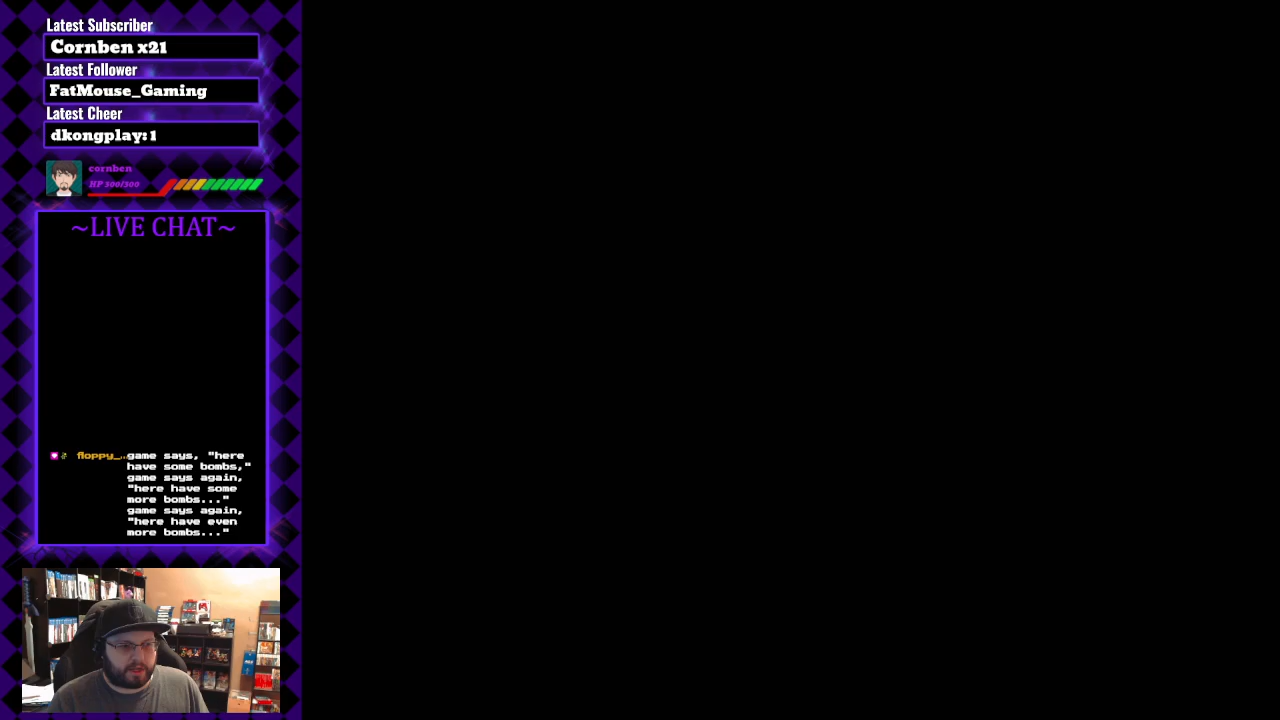 Latest Subscriber
Cornben x21
Latest Follower
FatMouse_Gaming
Latest Cheer
dkongplay: 1
cornben
HP 500/500
~LIVE CHAT~
floppy_… game says, "here
have some bombs,"
game says again,
"here have some
more bombs..."
game says again,
"here have even
more bombs..."